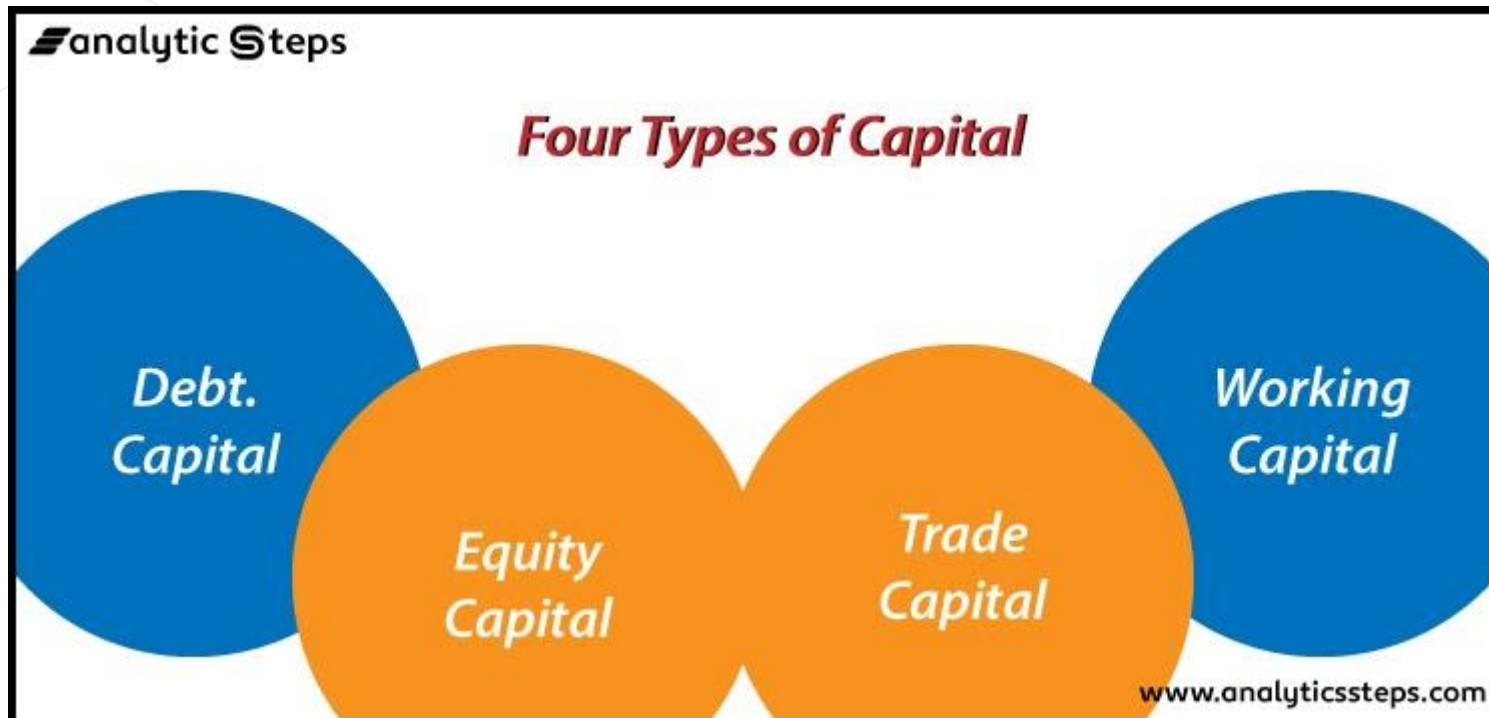 analytic Steps
Four Types of Capital
Debt.
Capital
Equity
Capital
Trade
Capital
Working
Capital
www.analyticssteps.com